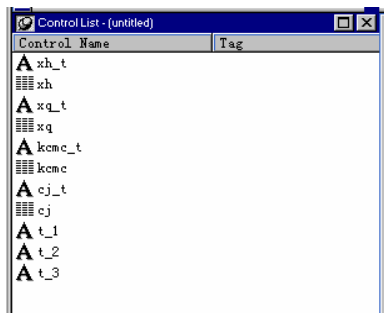 Control List - (untitled)
Control Name Tag
xh_t
xh
xq_t
xq
kcmc_t
kcmc
cj_t
cj
t_1
t_2
t_3